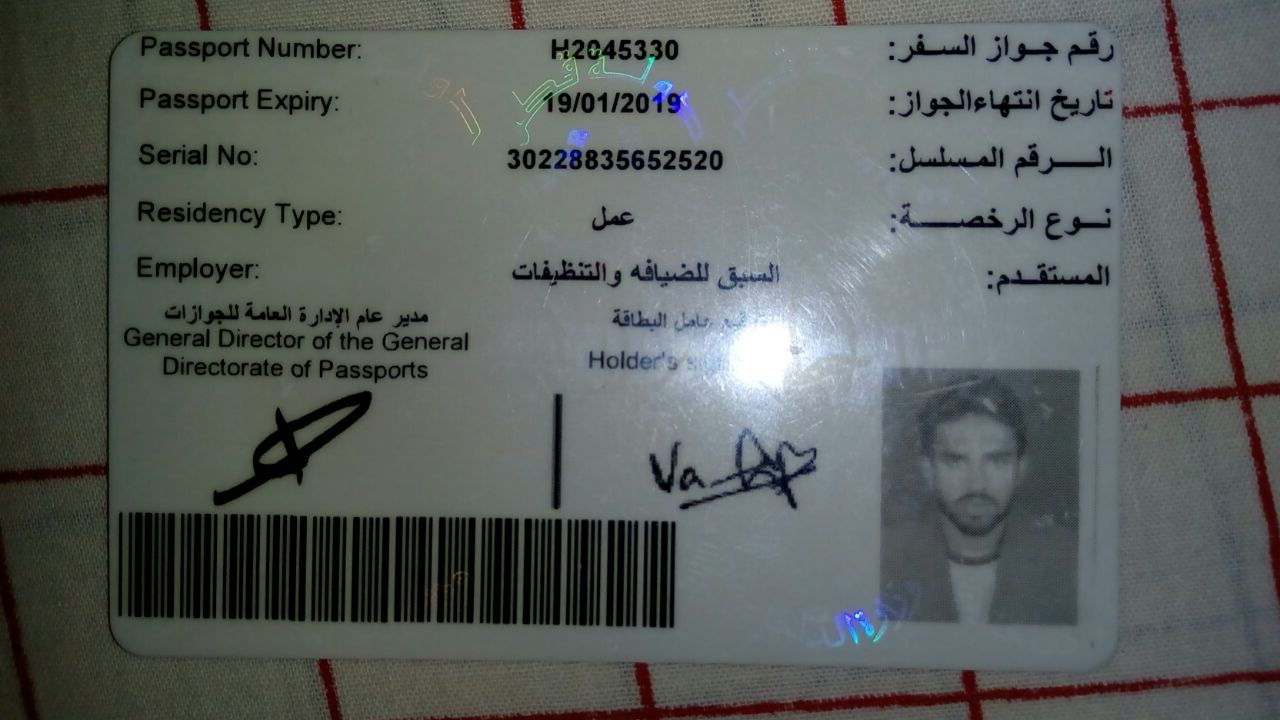 Passport Number: H2045330 رقم جواز السفر:
Passport Expiry: 19/01/2019 تاريخ انتهاءالجواز:
Serial No: 30228835652520 الرقم المسلسل:
Residency Type: عمل نوع الرخصة:
Employer: السبق للضيافه والتنظيفات المستقدم:
مدير عام الإدارة العامة للجوازات
General Director of the General
Directorate of Passports
حامل البطاقة
Holder's